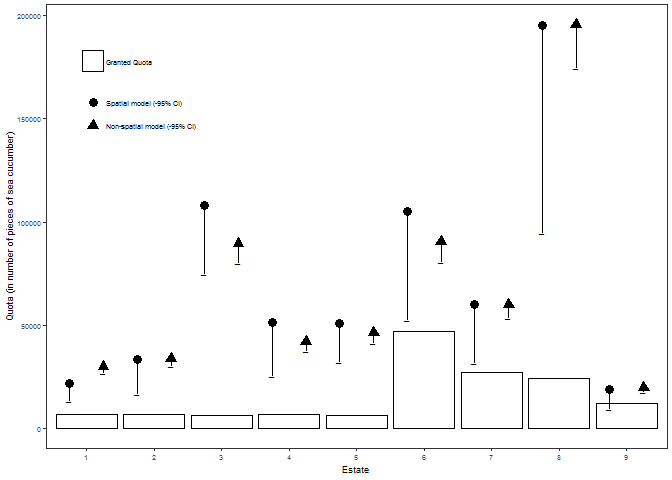 200000
150000
100000
50000
0
Quota (in number of pieces of sea cucumber)
Granted Quota
Spatial model (-95% CI)
Non-spatial model (-95% CI)
1 2 3 4 5 6 7 8 9
Estate